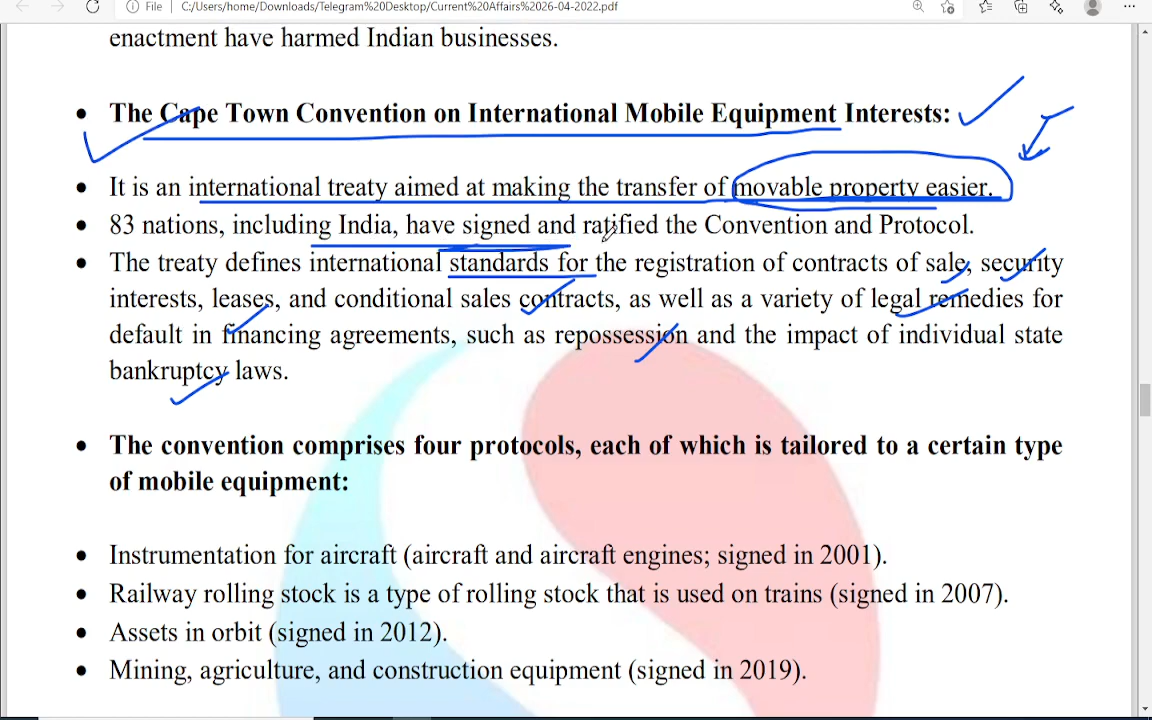 File
C:/Users/home/Downloads/Telegram%20Desktop/Current%20Affairs%2026-04-2022.pdf
enactment have harmed Indian businesses.
• The Cape Town Convention on International Mobile Equipment Interests:
• It is an international treaty aimed at making the transfer of movable property easier.
• 83 nations, including India, have signed and ratified the Convention and Protocol.
• The treaty defines international standards for the registration of contracts of sale, security
interests, leases, and conditional sales contracts, as well as a variety of legal remedies for
default in financing agreements, such as repossession and the impact of individual state
bankruptcy laws.
• The convention comprises four protocols, each of which is tailored to a certain type
of mobile equipment:
• Instrumentation for aircraft (aircraft and aircraft engines; signed in 2001).
• Railway rolling stock is a type of rolling stock that is used on trains (signed in 2007).
• Assets in orbit (signed in 2012).
• Mining, agriculture, and construction equipment (signed in 2019).